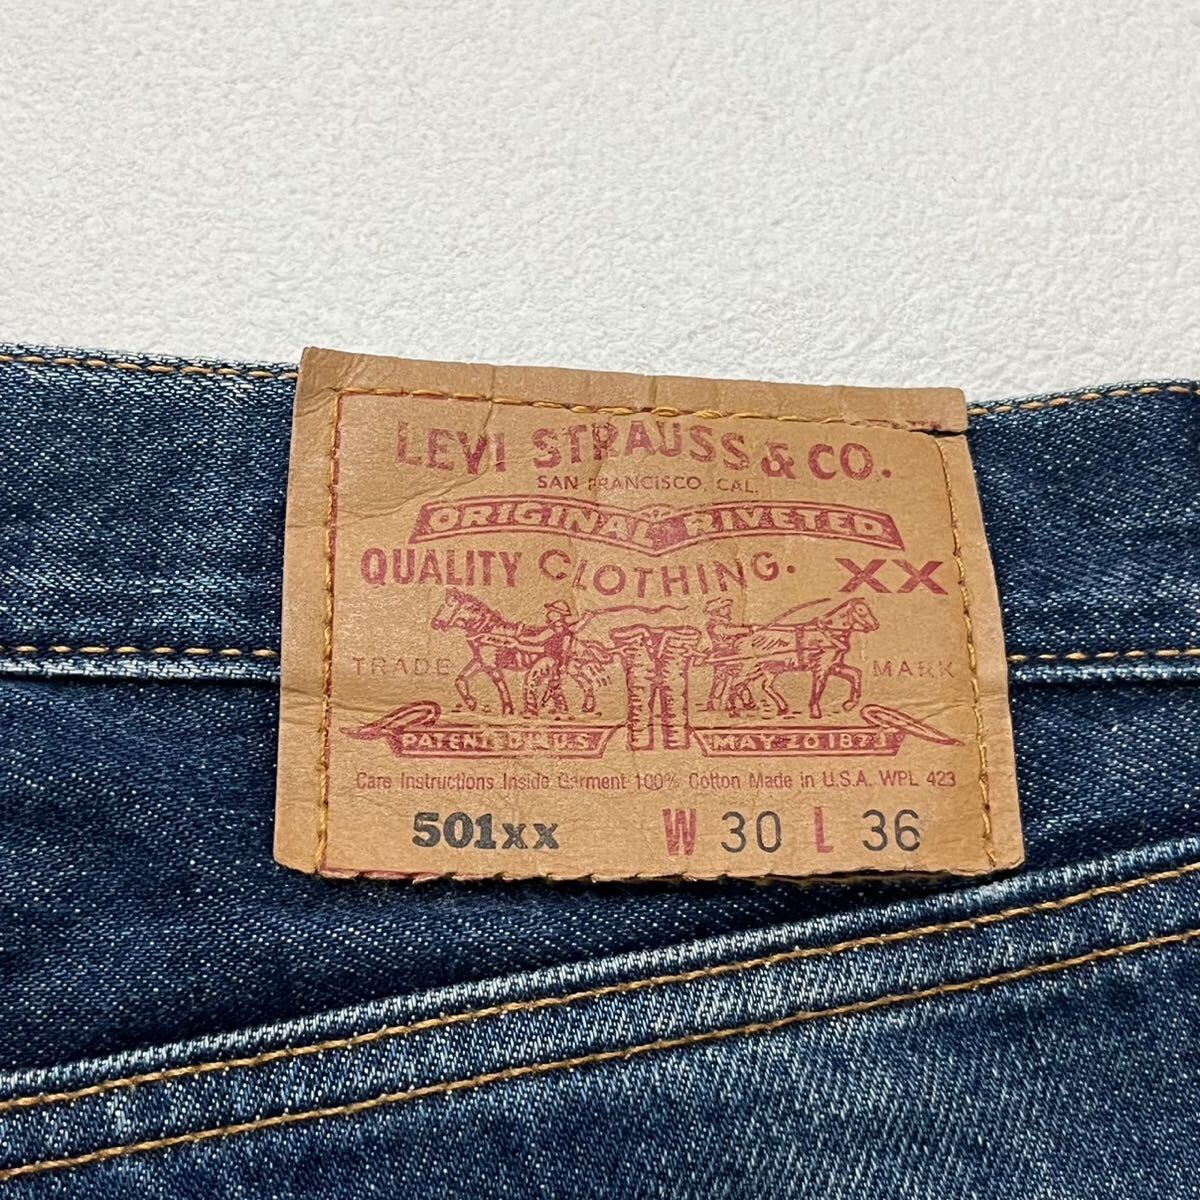 LEVI STRAUSS & CO.
SAN FRANCISCO, CAL.
ORIGINAL RIVETED
QUALITY CLOTHING. XX
TRADE MARK
PATENTED IN U.S. MAY 20 1873
Care Instructions Inside Garment 100% Cotton Made in U.S.A. WPL 423
501xx W 30 L 36